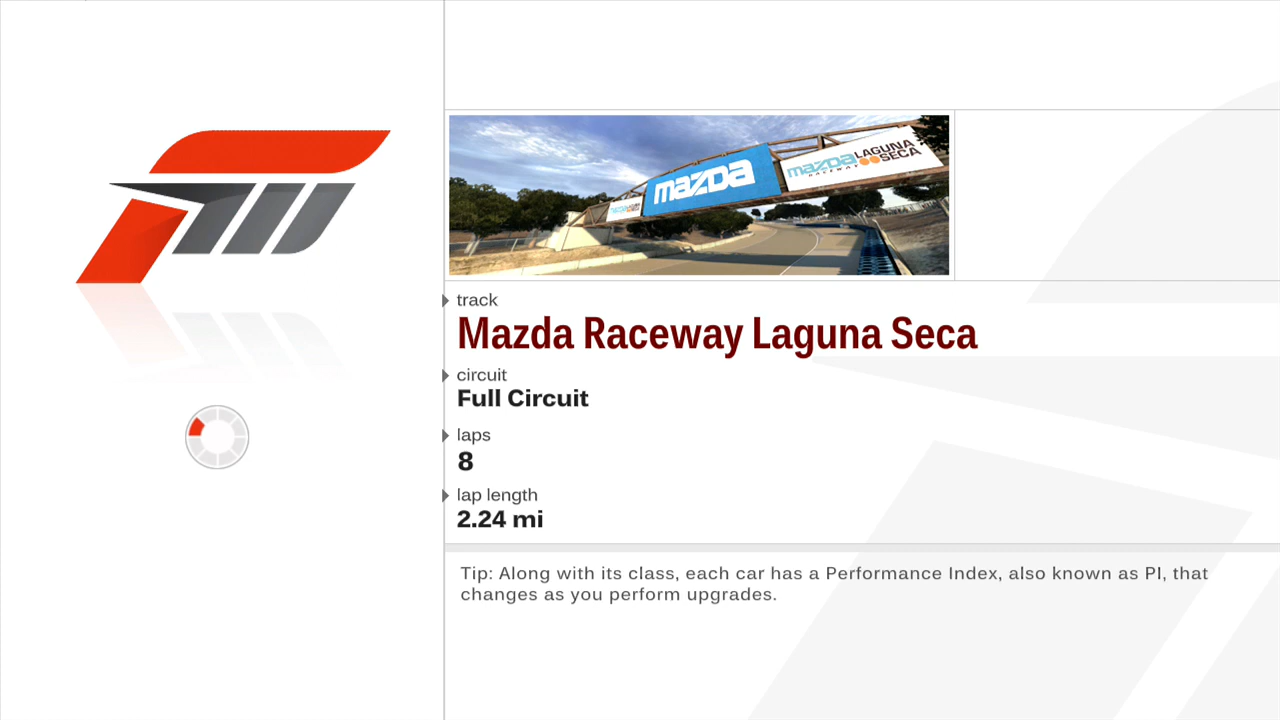 mazda
mazda
RACEWAY
LAGUNA
SECA
track
Mazda Raceway Laguna Seca
circuit
Full Circuit
laps
8
lap length
2.24 mi
Tip: Along with its class, each car has a Performance Index, also known as PI, that
changes as you perform upgrades.